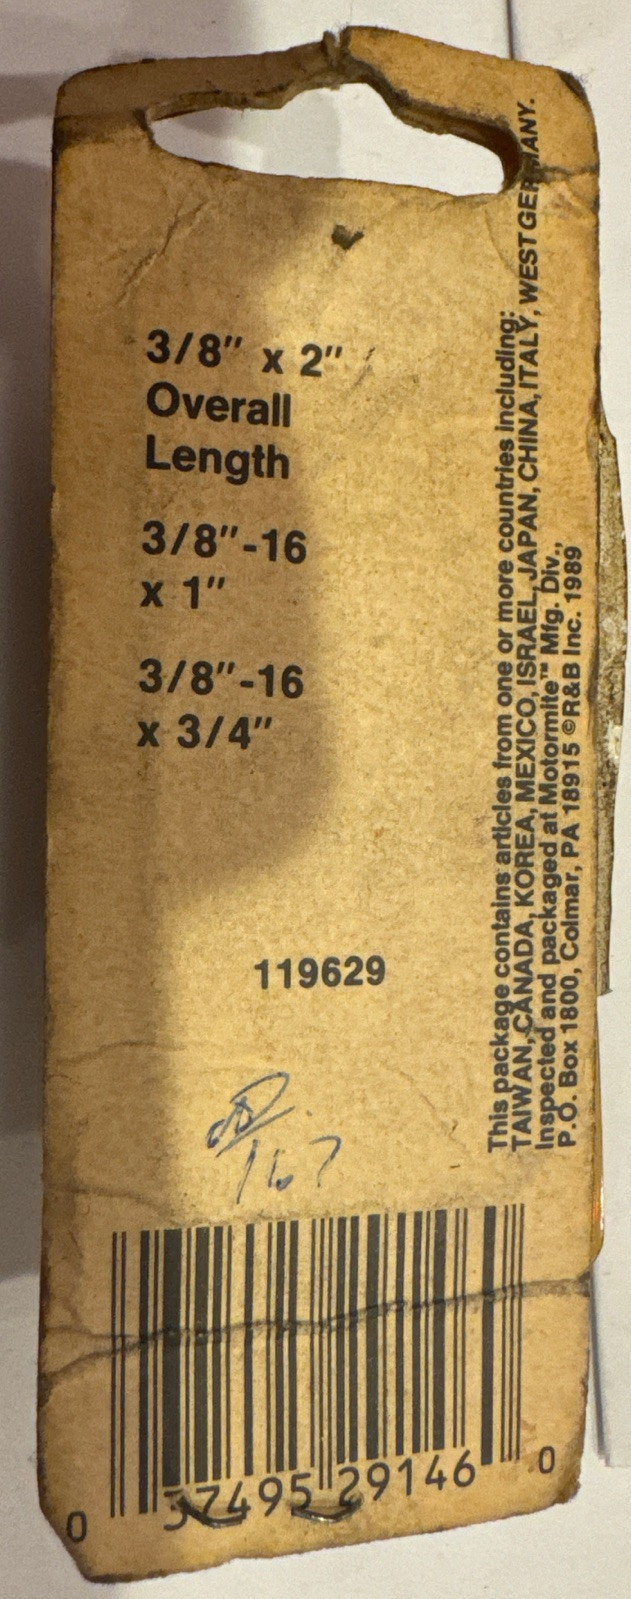 3/8" x 2"
Overall
Length
3/8"-16
x 1"
3/8"-16
x 3/4"
This package contains articles from one or more countries including:
TAIWAN, CANADA, KOREA, MEXICO, ISRAEL, JAPAN, CHINA, ITALY, WEST GERMANY.
Inspected and packaged at Motormite™ Mfg. Div.,
P.O. Box 1800, Colmar, PA 18915 ©R&B Inc. 1989
119629
167
0 37495 29146 0